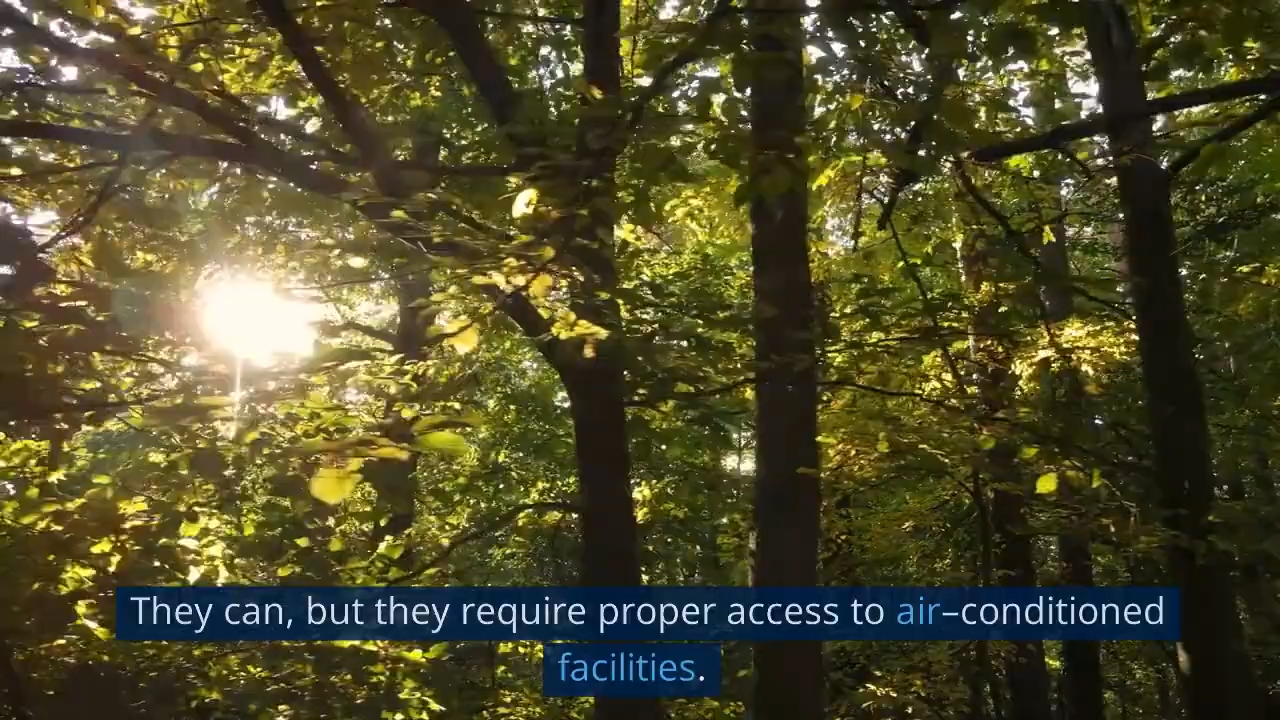 They can, but they require proper access to air–conditioned
facilities.